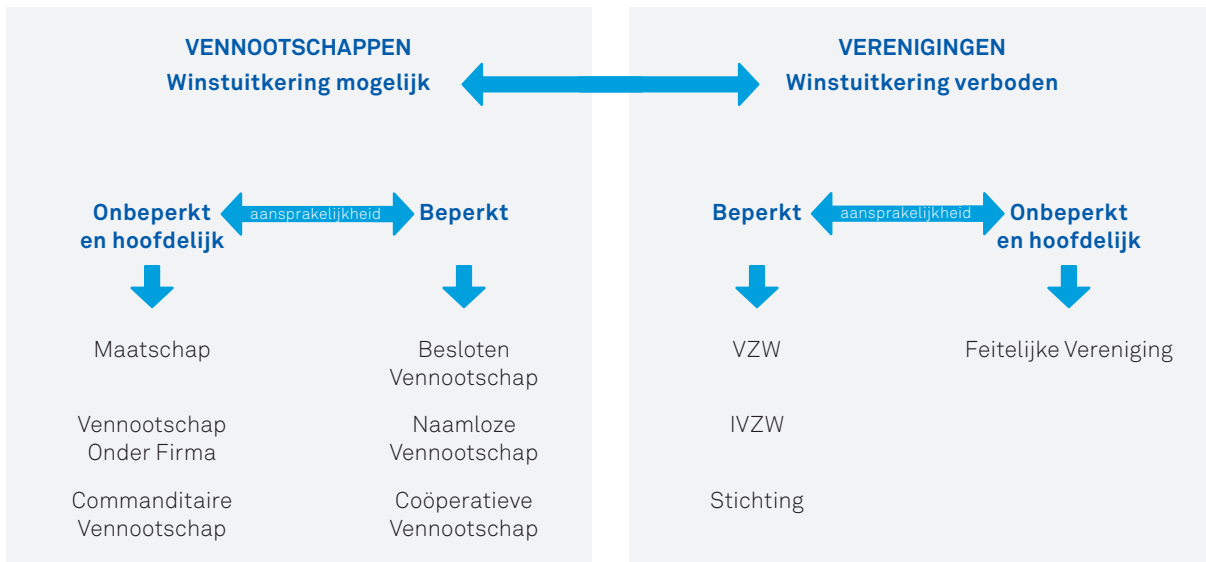 VENNOOTSCHAPPEN
Winstuitkering mogelijk
Onbeperkt
en hoofdelijk
aansprakelijkheid
Beperkt
Maatschap
Vennootschap
Onder Firma
Commanditaire
Vennootschap
Besloten
Vennootschap
Naamloze
Vennootschap
Coöperatieve
Vennootschap
VERENIGINGEN
Winstuitkering verboden
Beperkt
aansprakelijkheid
Onbeperkt
en hoofdelijk
VZW
IVZW
Stichting
Feitelijke Vereniging